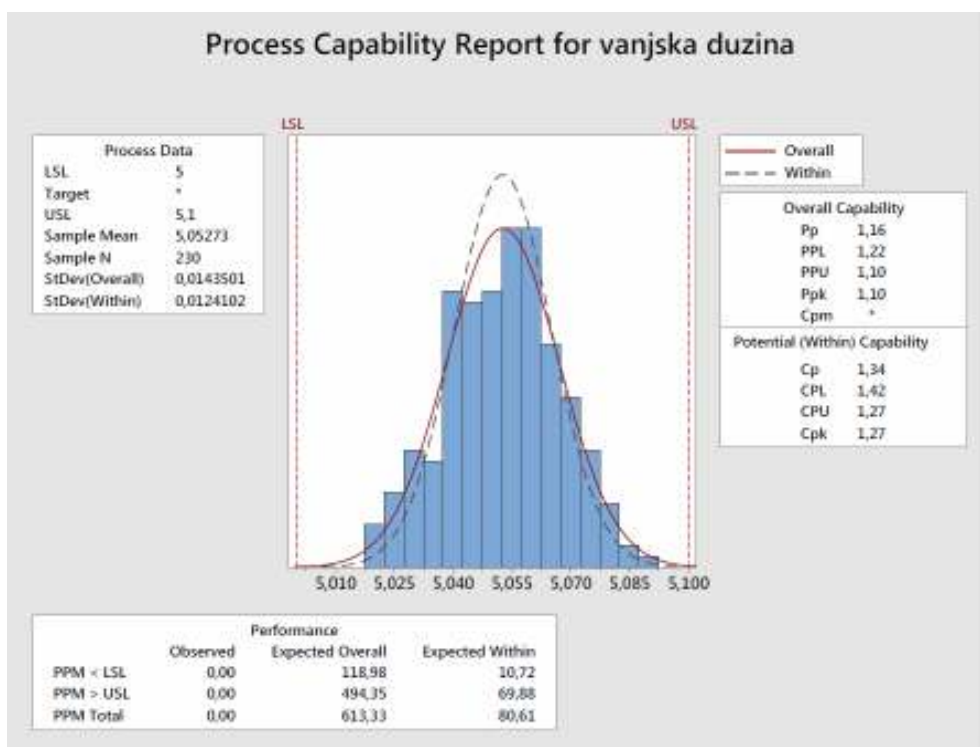 Process Capability Report for vanjska duzina
LSL
USL
Process Data
LSL 5
Target *
USL 5,1
Sample Mean 5,05273
Sample N 230
StDev(Overall) 0,0143501
StDev(Within) 0,0124102
Overall
Within
Overall Capability
Pp 1,16
PPL 1,22
PPU 1,10
Ppk 1,10
Cpm *
Potential (Within) Capability
Cp 1,34
CPL 1,42
CPU 1,27
Cpk 1,27
5,010 5,025 5,040 5,055 5,070 5,085 5,100
Performance
Observed Expected Overall Expected Within
PPM < LSL 0,00 118,98 10,72
PPM > USL 0,00 494,35 69,88
PPM Total 0,00 613,33 80,61